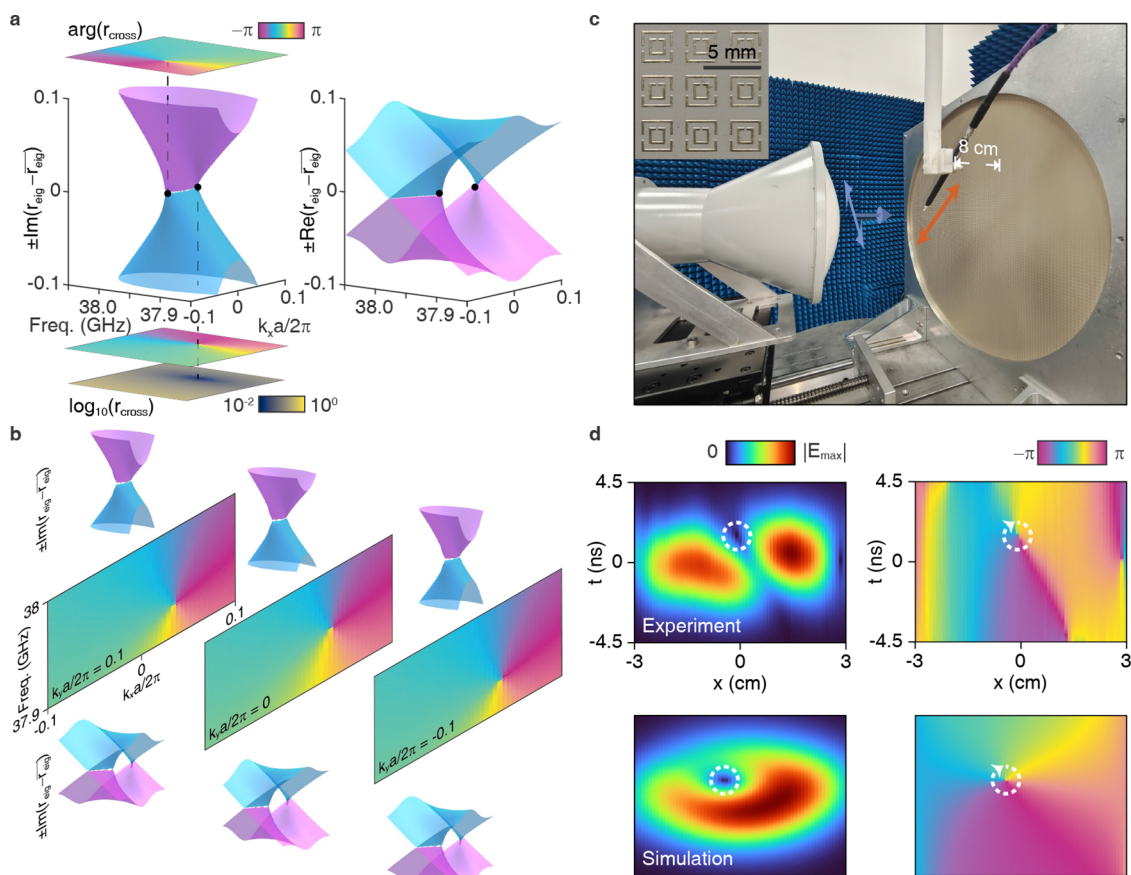 a
arg(r_cross)
−π
π
0.1
0
-0.1
±Im(r_eig−r̅_eig)
38.0
37.9
-0.1
0
0.1
Freq. (GHz)
k_xa/2π
0.1
0
-0.1
±Re(r_eig−r̅_eig)
38.0
37.9
-0.1
0
0.1
log₁₀(r_cross)
10⁻²
10⁰
b
±Im(r_eig−r̅_eig)
38
Freq. (GHz)
37.9
-0.1
0
0.1
k_xa/2π
k_ya/2π = 0.1
k_ya/2π = 0
k_ya/2π = -0.1
±Im(r_eig−r̅_eig)
c
5 mm
8 cm
d
0
|E_max|
−π
π
4.5
0
-4.5
t (ns)
Experiment
-3
0
3
x (cm)
4.5
0
-4.5
t (ns)
-3
0
3
x (cm)
Simulation